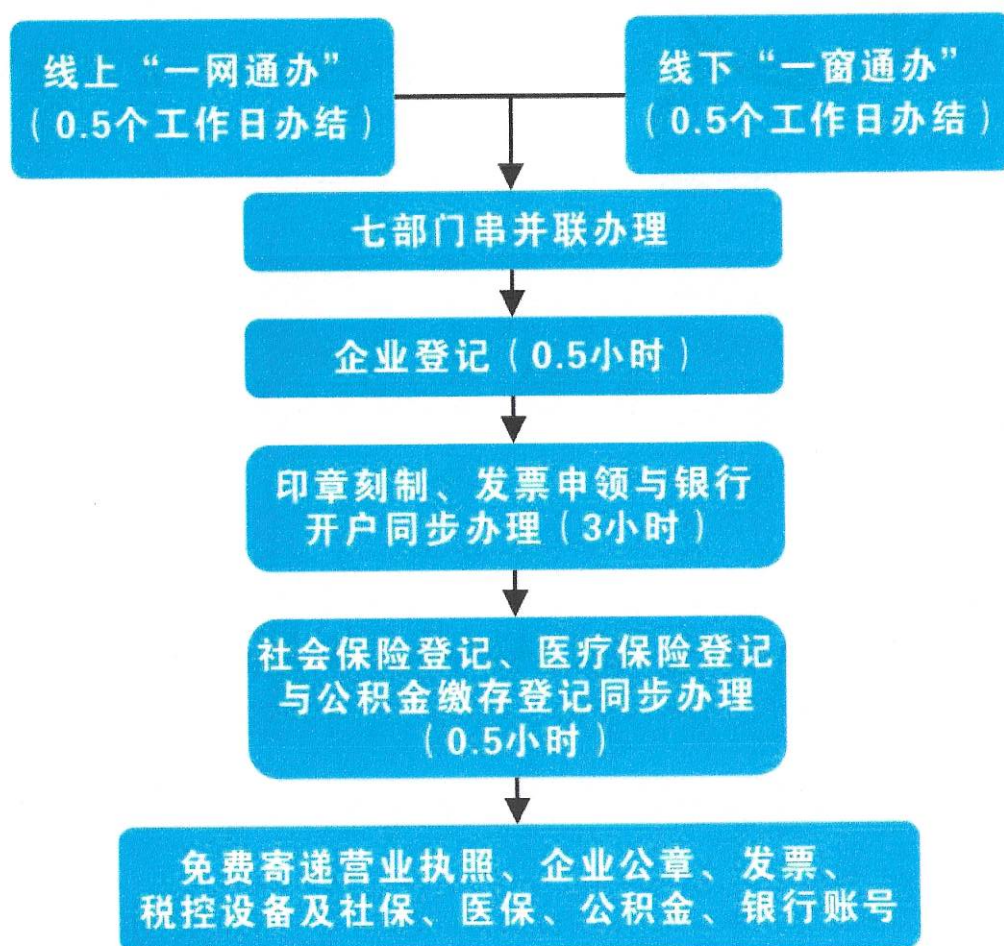 线上“一网通办”
（0.5个工作日办结）
线下“一窗通办”
（0.5个工作日办结）
七部门串并联办理
企业登记（0.5小时）
印章刻制、发票申领与银行
开户同步办理（3小时）
社会保险登记、医疗保险登记
与公积金缴存登记同步办理
（0.5小时）
免费寄递营业执照、企业公章、发票、
税控设备及社保、医保、公积金、银行账号